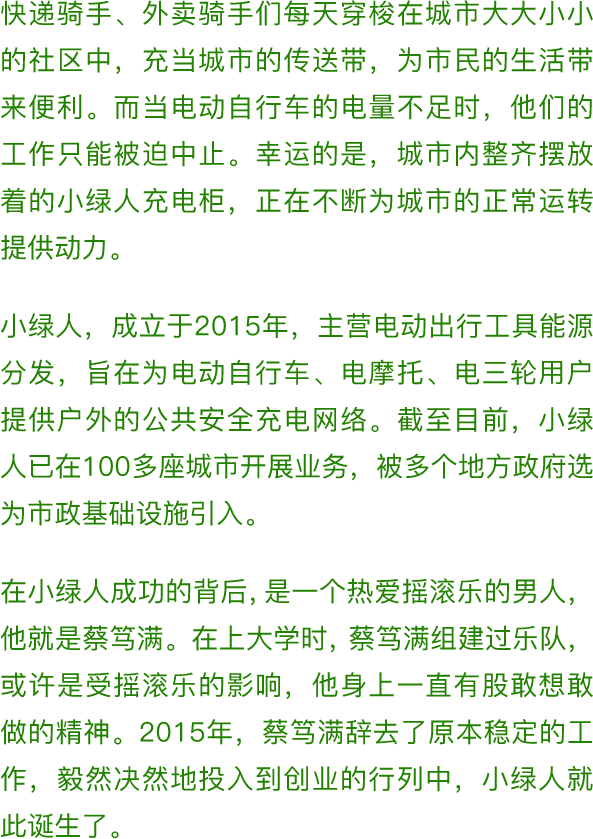 快递骑手、外卖骑手们每天穿梭在城市大大小小
的社区中，充当城市的传送带，为市民的生活带
来便利。而当电动自行车的电量不足时，他们的
工作只能被迫中止。幸运的是，城市内整齐摆放
着的小绿人充电柜，正在不断为城市的正常运转
提供动力。
小绿人，成立于2015年，主营电动出行工具能源
分发，旨在为电动自行车、电摩托、电三轮用户
提供户外的公共安全充电网络。截至目前，小绿
人已在100多座城市开展业务，被多个地方政府选
为市政基础设施引入。
在小绿人成功的背后，是一个热爱摇滚乐的男人，
他就是蔡笃满。在上大学时，蔡笃满组建过乐队，
或许是受摇滚乐的影响，他身上一直有股敢想敢
做的精神。2015年，蔡笃满辞去了原本稳定的工
作，毅然决然地投入到创业的行列中，小绿人就
此诞生了。